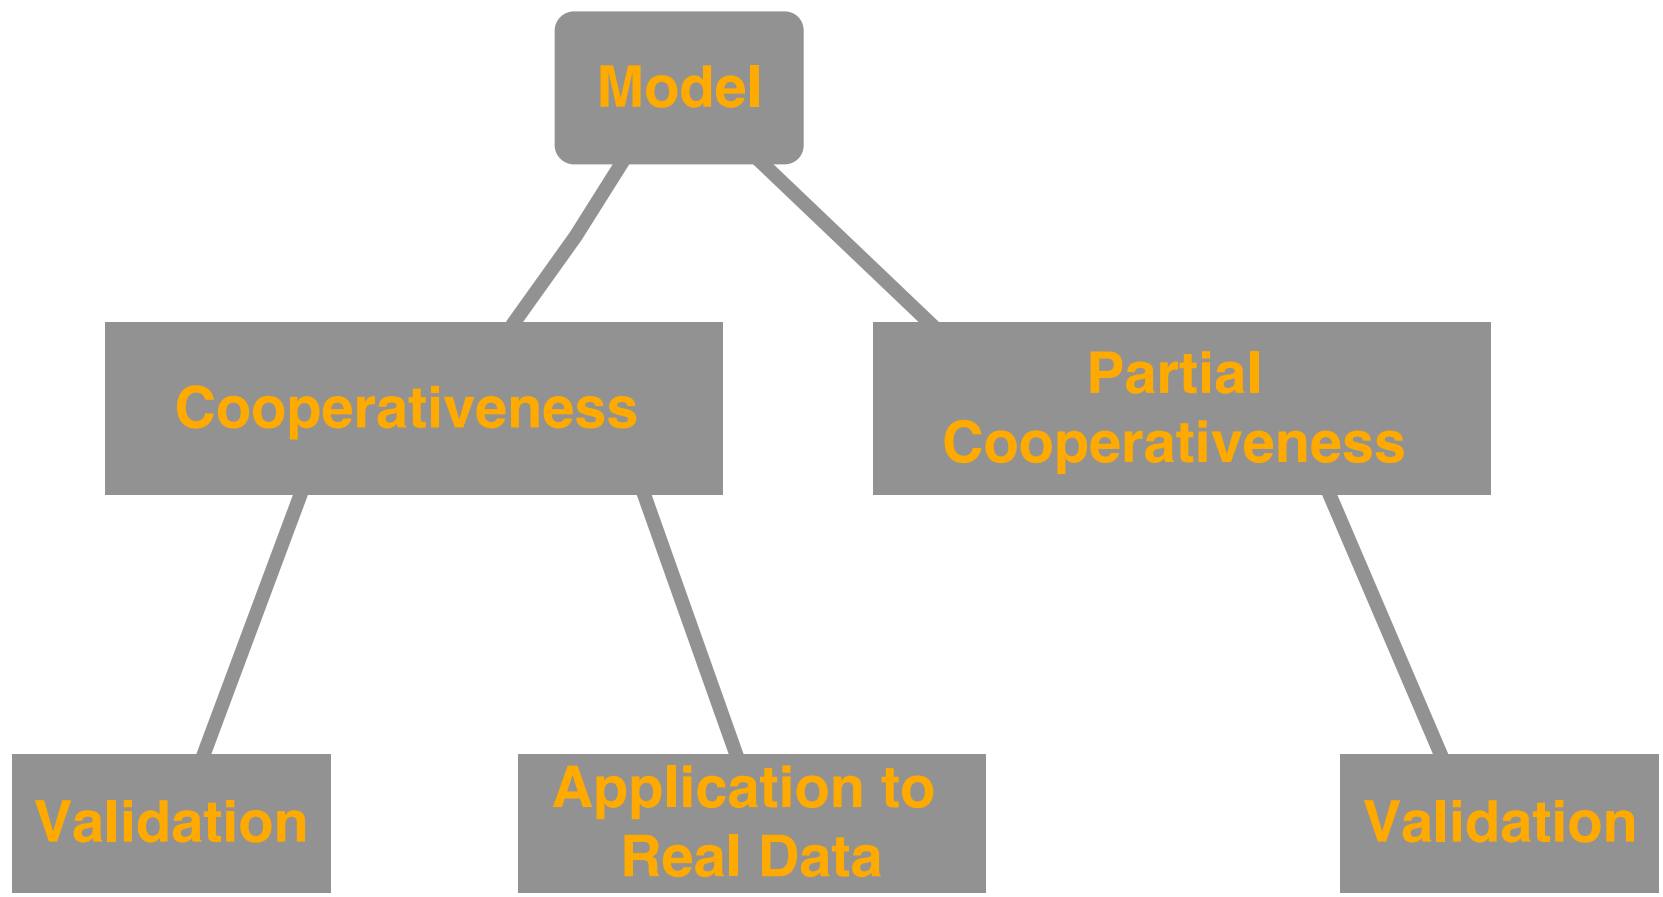 Model
Cooperativeness
Partial
Cooperativeness
Validation
Application to
Real Data
Validation